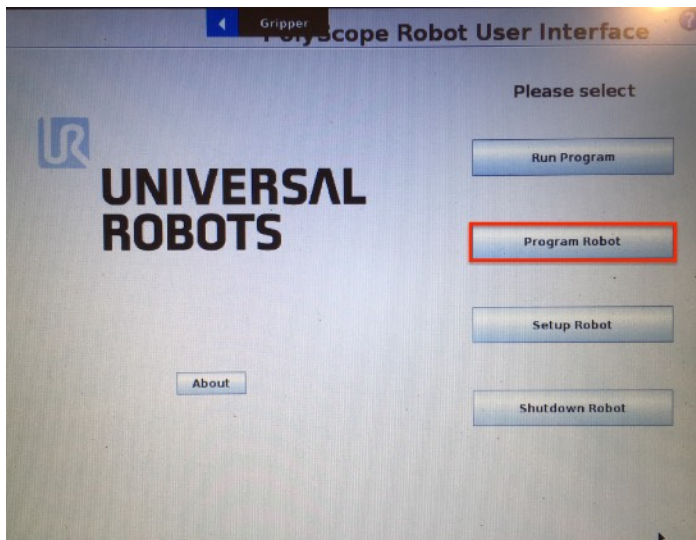 Gripper
PolyScope Robot User Interface
?
Please select
UR
UNIVERSAL
ROBOTS
Run Program
Program Robot
Setup Robot
About
Shutdown Robot